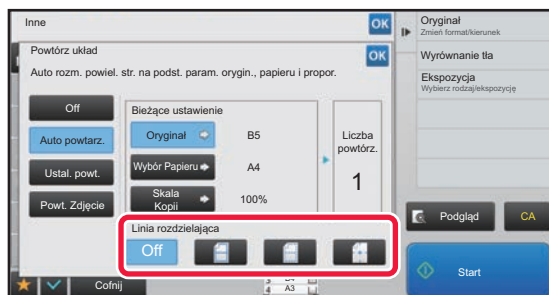 Inne
OK
Powtórz układ
OK
Auto rozm. powiel. str. na podst. param. orygin., papieru i propor.
Off
Auto powtarz.
Ustal. powt.
Powt. Zdjęcie
Bieżące ustawienie
Oryginał
B5
Wybór Papieru
A4
Skala
Kopii
100%
Liczba
powtórz.
1
Linia rozdzielająca
Off
Cofnij
4 A3
Oryginał
Zmień format/kierunek
Wyrównanie tła
Ekspozycja
Wybierz rodzaj/ekspozycję
Podgląd
CA
Start